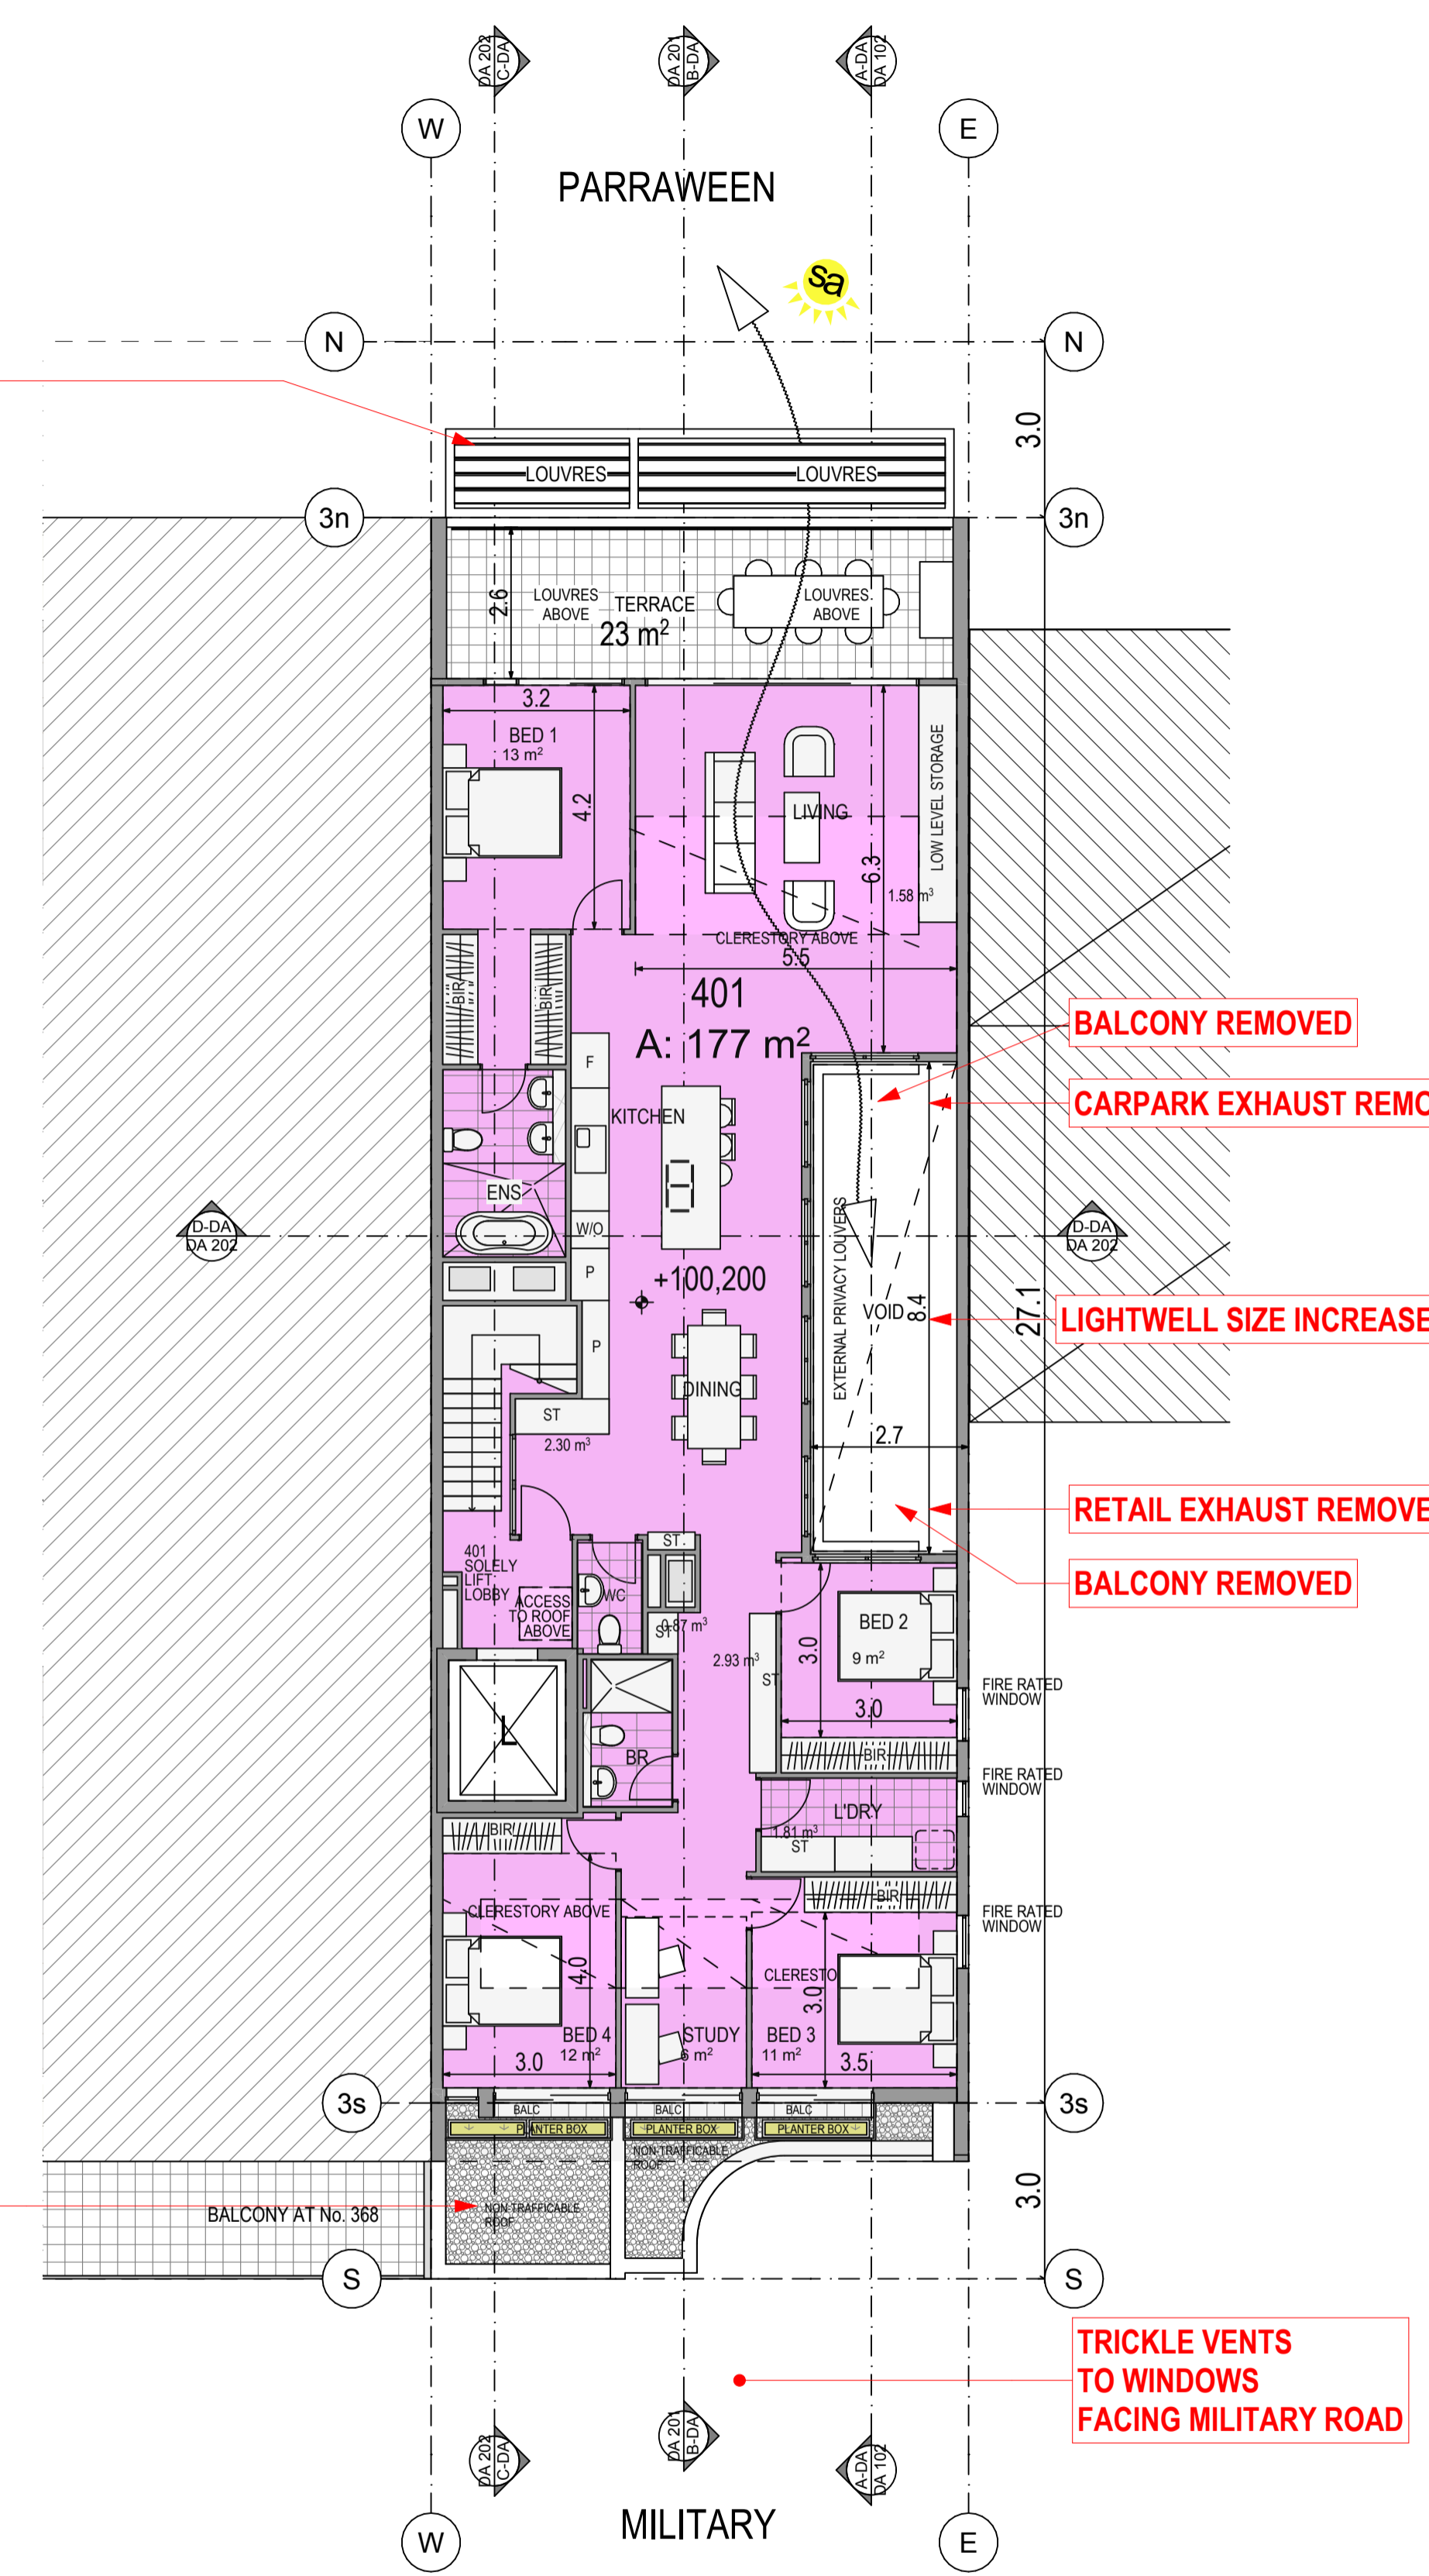 DA 202
C-DA
DA 201
B-DA
A-DA
DA 102
W
E
PARRAWEEN
sa
N
N
3.0
LOUVRES
LOUVRES
3n
3n
2.6
LOUVRES
ABOVE
TERRACE
23 m²
LOUVRES
ABOVE
3.2
BED 1
13 m²
4.2
LIVING
LOW LEVEL STORAGE
6.3
1.58 m³
CLERESTORY ABOVE
5.5
BIR
BIR
401
A: 177 m²
BALCONY REMOVED
F
CARPARK EXHAUST REMO
KITCHEN
ENS
W/O
D-DA
DA 202
D-DA
DA 202
EXTERNAL PRIVACY LOUVERS
P
+100,200
VOID
8.4
27.1
LIGHTWELL SIZE INCREASE
P
DINING
ST
2.30 m³
2.7
RETAIL EXHAUST REMOVE
ST
401
SOLELY
LIFT
LOBBY
BALCONY REMOVED
ACCESS
TO ROOF
ABOVE
WC
ST
0.87 m³
BED 2
9 m²
3.0
2.93 m³
ST
3.0
FIRE RATED
WINDOW
L
BR
BIR
FIRE RATED
WINDOW
L'DRY
1.81 m³
ST
BIR
BIR
CLERESTORY ABOVE
FIRE RATED
WINDOW
4.0
CLERESTO
3.0
BED 4
12 m²
STUDY
6 m²
BED 3
11 m²
3.0
3.5
3s
3s
BALC
BALC
BALC
PLANTER BOX
PLANTER BOX
PLANTER BOX
NON-TRAFFICABLE
ROOF
3.0
NON-TRAFFICABLE
ROOF
BALCONY AT No. 368
S
S
TRICKLE VENTS
TO WINDOWS
FACING MILITARY ROAD
DA 202
C-DA
DA 201
B-DA
A-DA
DA 102
MILITARY
W
E